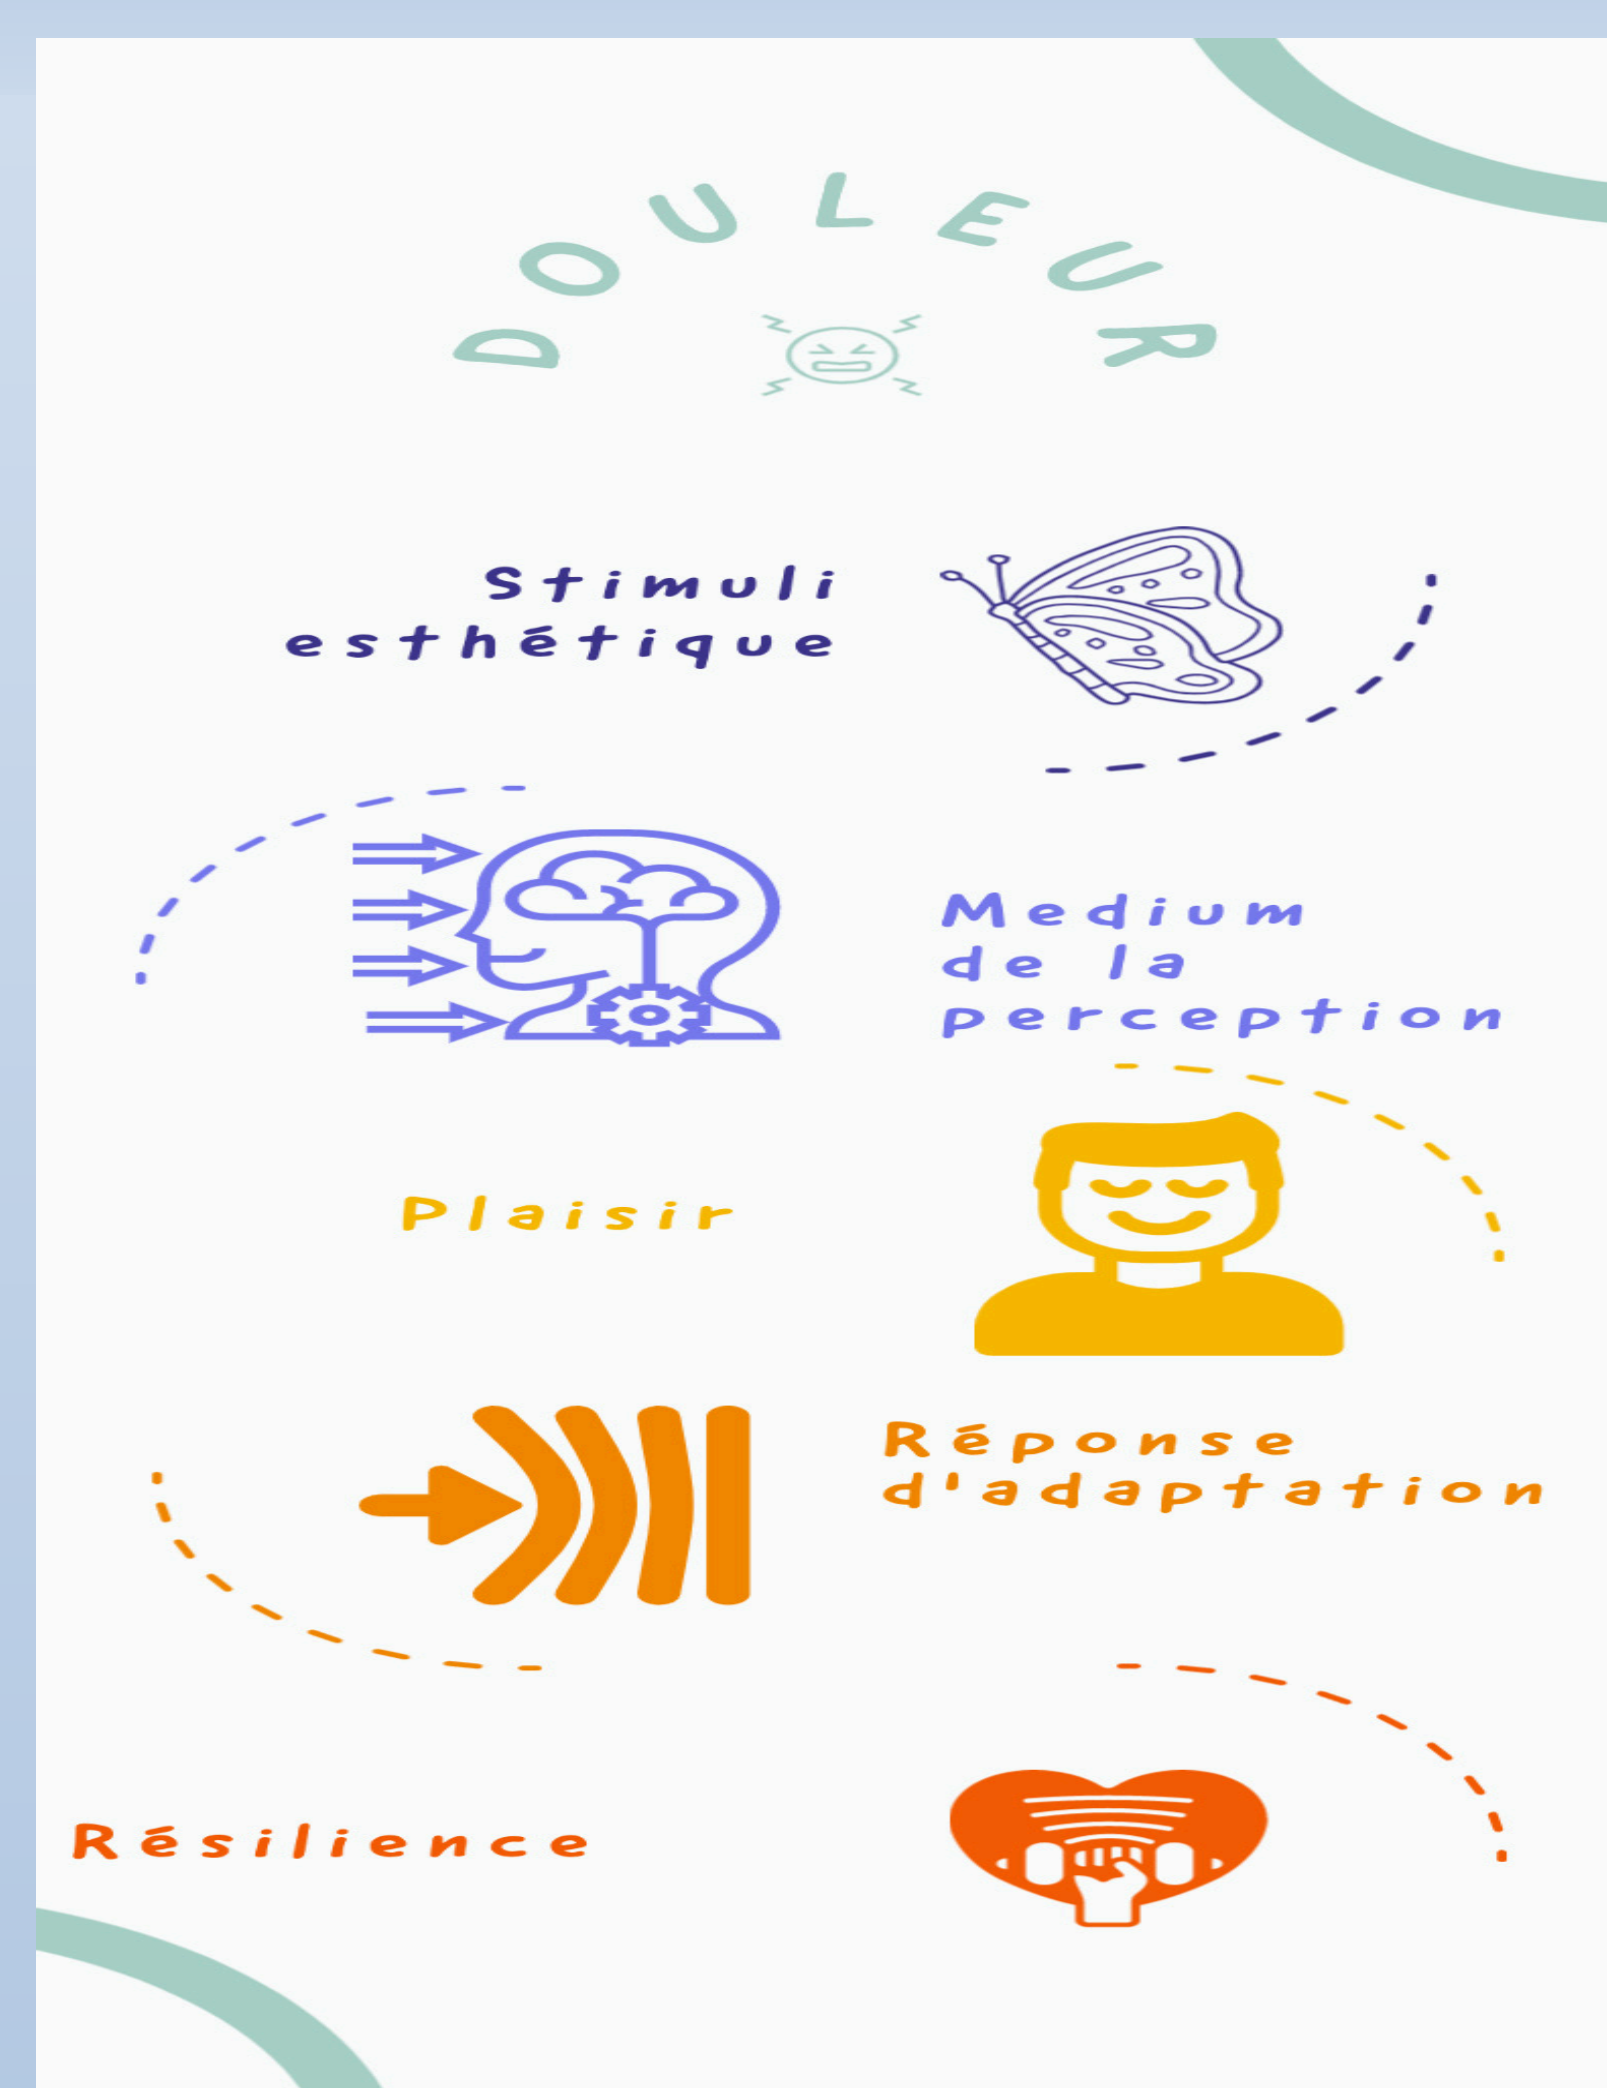 DOULEUR
Stimuli
esthétique
Medium
de la
perception
Plaisir
Réponse
d'adaptation
Résilience